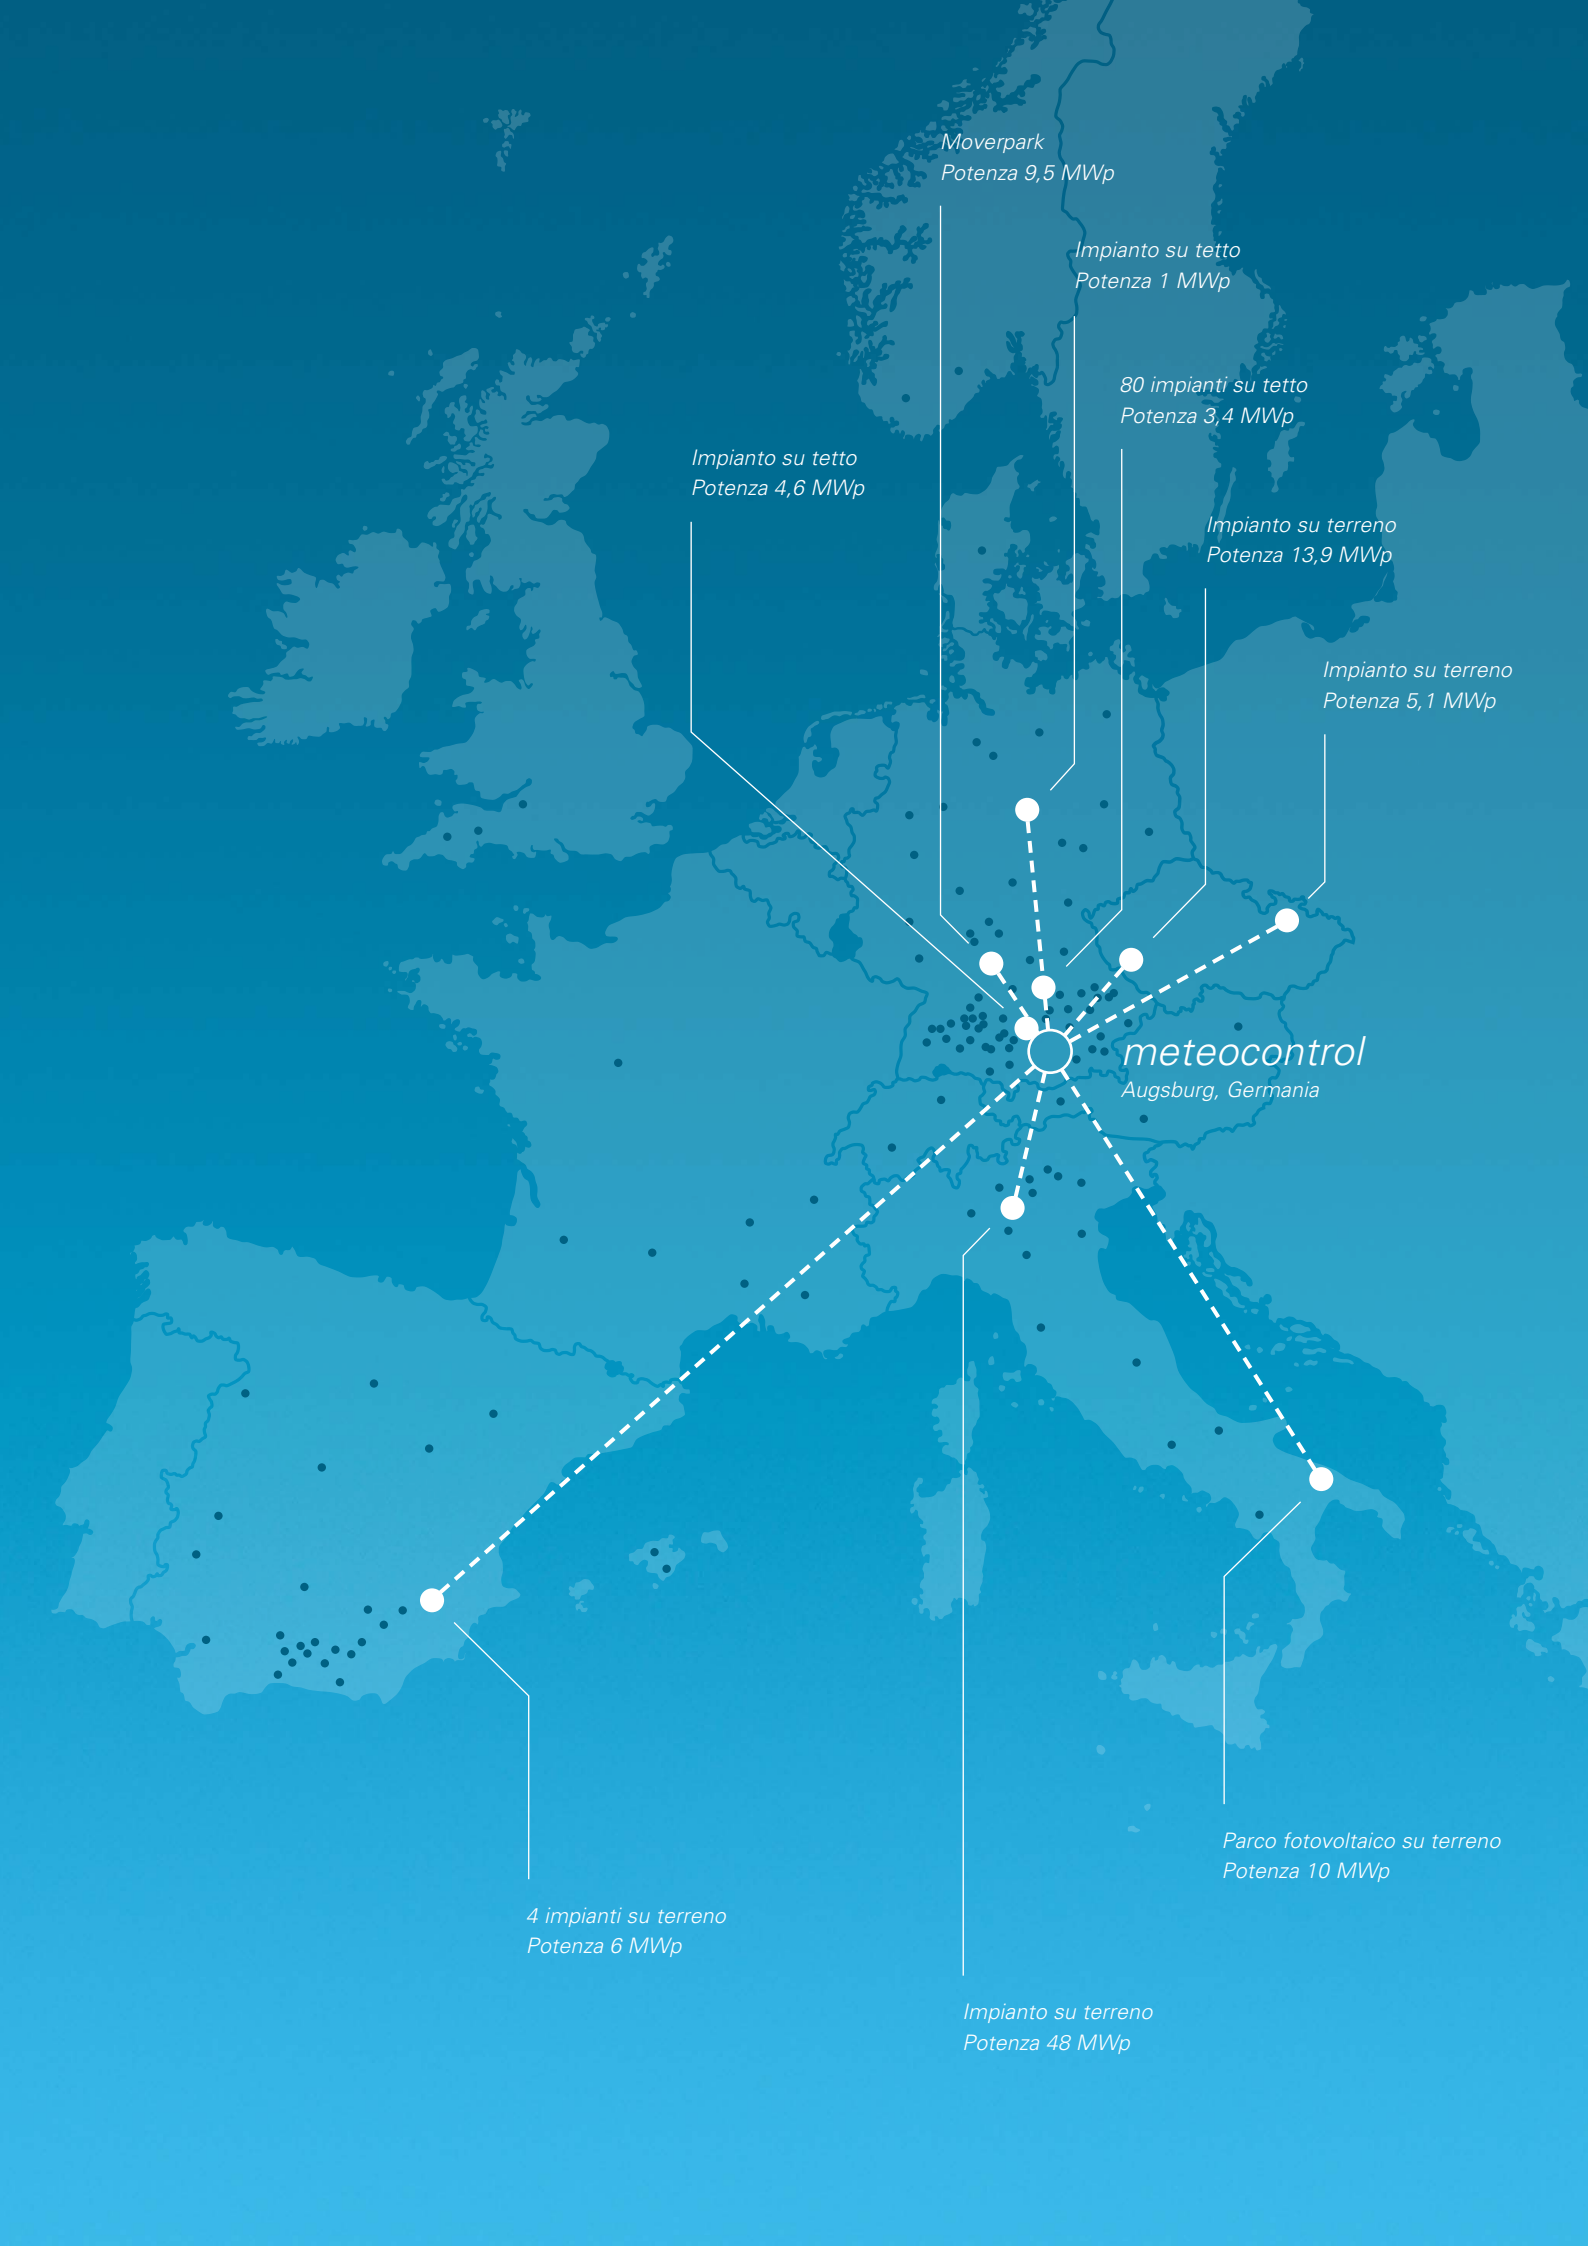 Moverpark
Potenza 9,5 MWp
Impianto su tetto
Potenza 1 MWp
80 impianti su tetto
Potenza 3,4 MWp
Impianto su tetto
Potenza 4,6 MWp
Impianto su terreno
Potenza 13,9 MWp
Impianto su terreno
Potenza 5,1 MWp
meteocontrol
Augsburg, Germania
Parco fotovoltaico su terreno
Potenza 10 MWp
4 impianti su terreno
Potenza 6 MWp
Impianto su terreno
Potenza 48 MWp